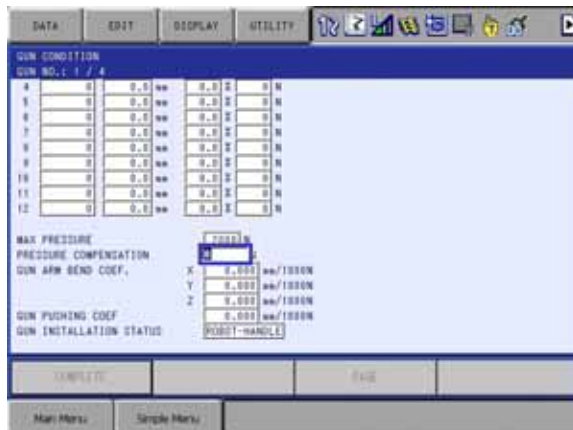 DATA EDIT DISPLAY UTILITY
GUN CONDITION
GUN NO.: 1 / 4
4 0 0.0 mm 0.0 % 0 N
5 0 0.0 mm 0.0 % 0 N
6 0 0.0 mm 0.0 % 0 N
7 0 0.0 mm 0.0 % 0 N
8 0 0.0 mm 0.0 % 0 N
9 0 0.0 mm 0.0 % 0 N
10 0 0.0 mm 0.0 % 0 N
11 0 0.0 mm 0.0 % 0 N
12 0 0.0 mm 0.0 % 0 N
MAX PRESSURE 7000 N
PRESSURE COMPENSATION
GUN ARM BEND COEF. X 0.000 mm/1000N
Y 0.000 mm/1000N
Z 0.000 mm/1000N
GUN PUSHING COEF 0.000 mm/1000N
GUN INSTALLATION STATUS ROBOT-HANDLE
COMPLETE PAGE
Main Menu Simple Menu